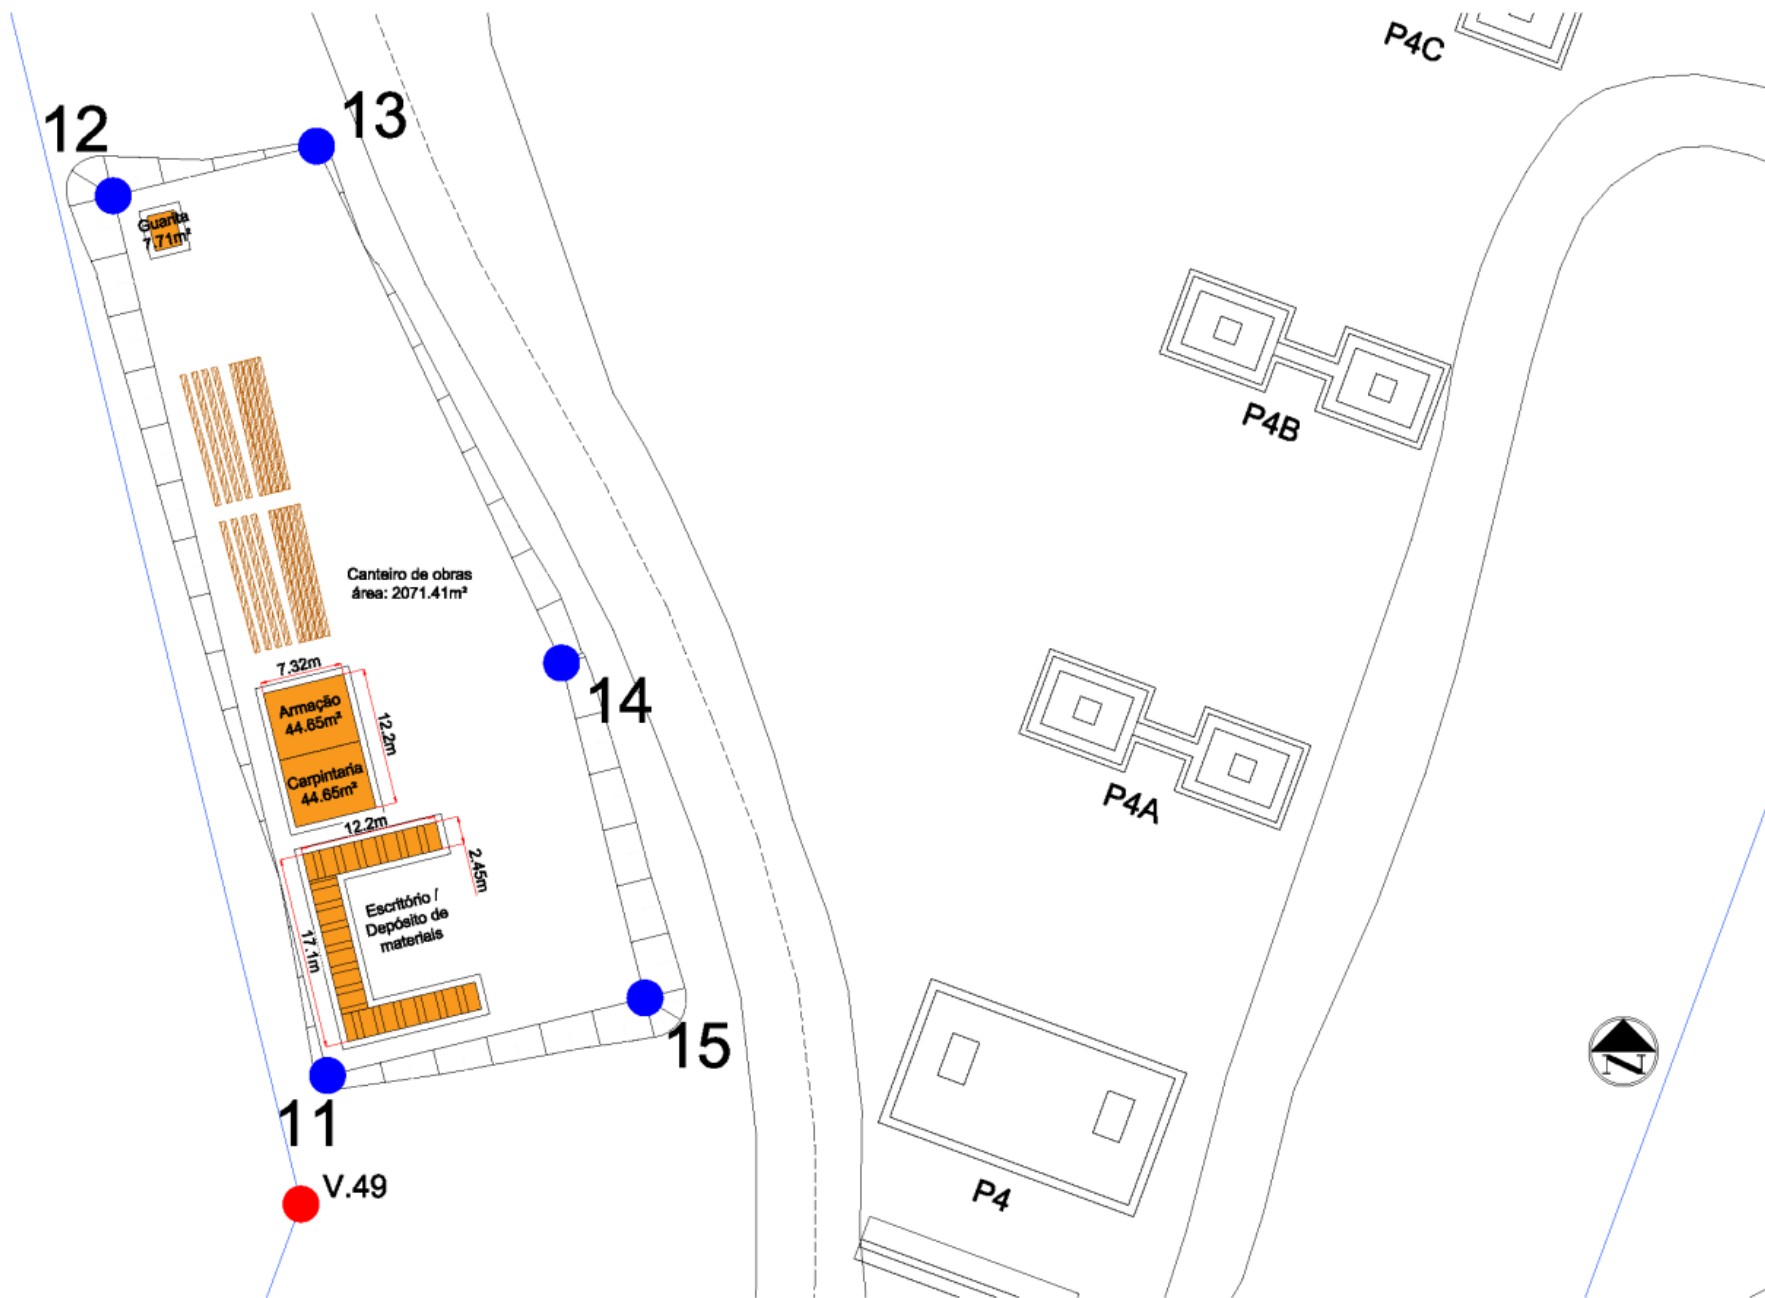 P4C
12
13
Guarita
7.71m²
P4B
Canteiro de obras
área: 2071.41m²
7.32m
Armação
44.65m²
12.2m
14
Carpintaria
44.65m²
P4A
12.2m
2.45m
Escritório /
Depósito de
materiais
17.1m
15
N
11
V.49
P4